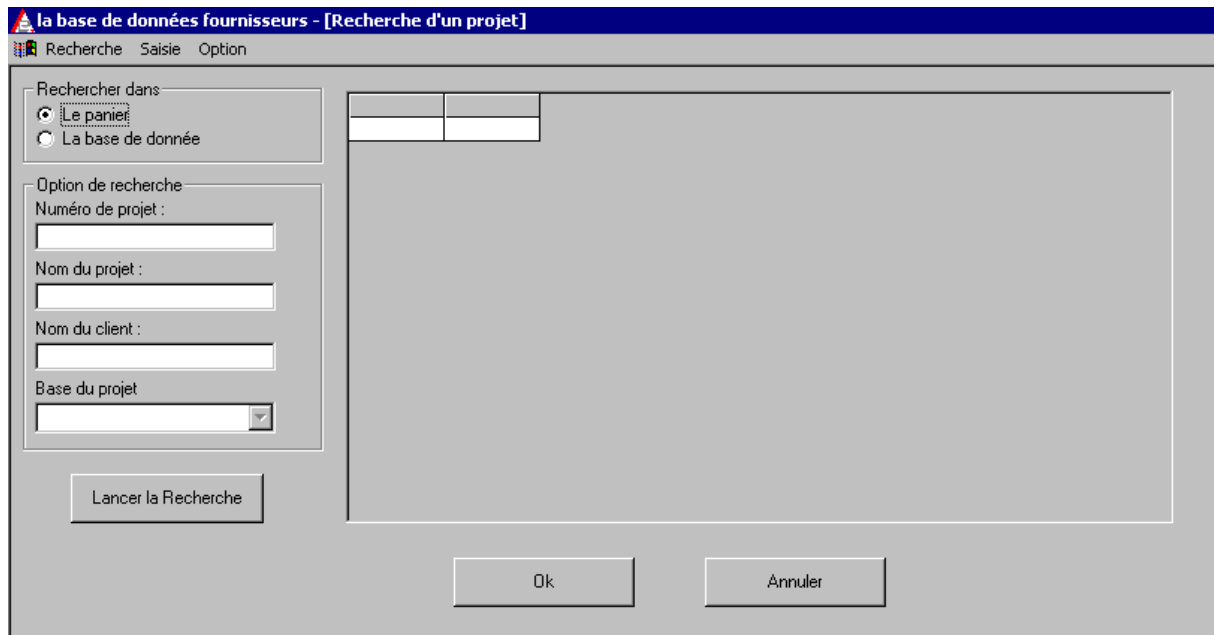 la base de données fournisseurs - [Recherche d'un projet]
Recherche Saisie Option
Rechercher dans
Le panier
La base de donnée
Option de recherche
Numéro de projet :
Nom du projet :
Nom du client :
Base du projet
Lancer la Recherche
Ok Annuler